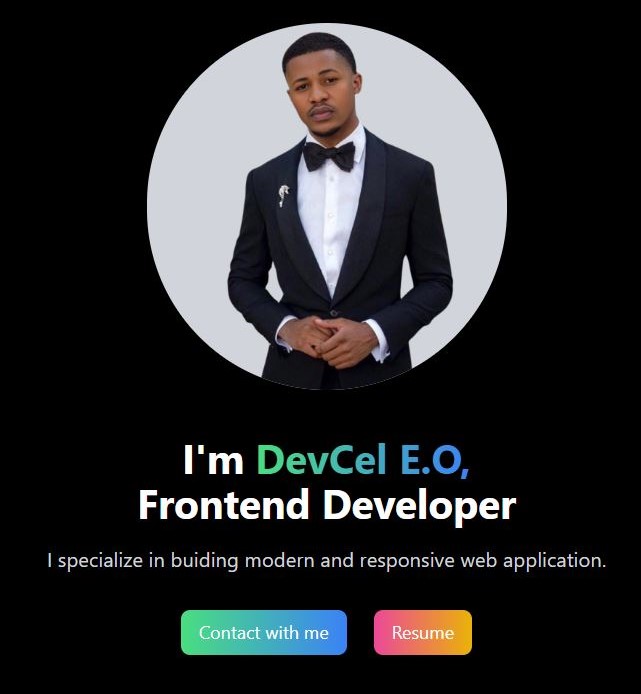 I'm DevCel E.O,
Frontend Developer
I specialize in buiding modern and responsive web application.
Contact with me
Resume